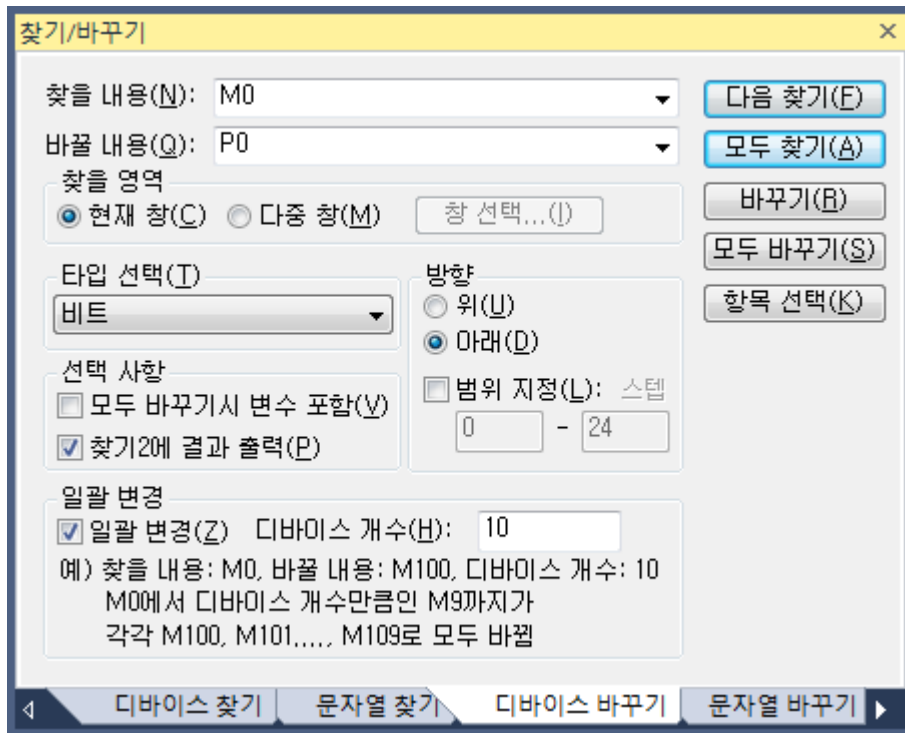 찾기/바꾸기
찾을 내용(N): M0
다음 찾기(F)
바꿀 내용(Q): P0
모두 찾기(A)
찾을 영역
현재 창(C) 다중 창(M) 창 선택...(I)
바꾸기(R)
모두 바꾸기(S)
항목 선택(K)
타입 선택(T)
비트
방향
위(U)
아래(D)
범위 지정(L): 스텝
0 - 24
선택 사항
모두 바꾸기시 변수 포함(V)
찾기2에 결과 출력(P)
일괄 변경
일괄 변경(Z) 디바이스 개수(H): 10
예) 찾을 내용: M0, 바꿀 내용: M100, 디바이스 개수: 10
M0에서 디바이스 개수만큼인 M9까지가
각각 M100, M101...., M109로 모두 바뀜
디바이스 찾기 문자열 찾기 디바이스 바꾸기 문자열 바꾸기